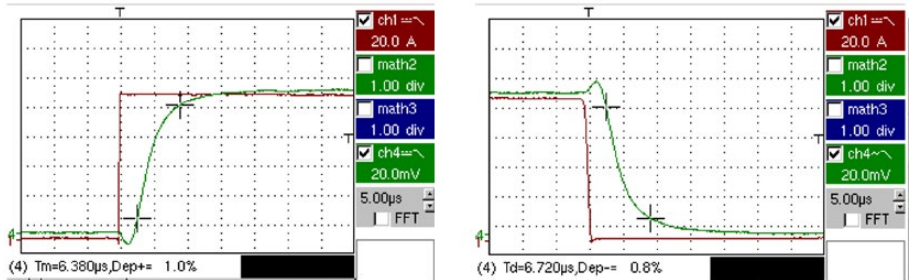 T
ch1
20.0 A
math2
1.00 div
math3
1.00 div
T
ch4
20.0mV
5.00µs
FFT
4
(4) Tm=6.380µs,Dep+= 1.0%
T
ch1
20.0 A
math2
1.00 div
math3
1.00 div
T
ch4
20.0mV
5.00µs
FFT
4
(4) Td=6.720µs,Dep-= 0.8%